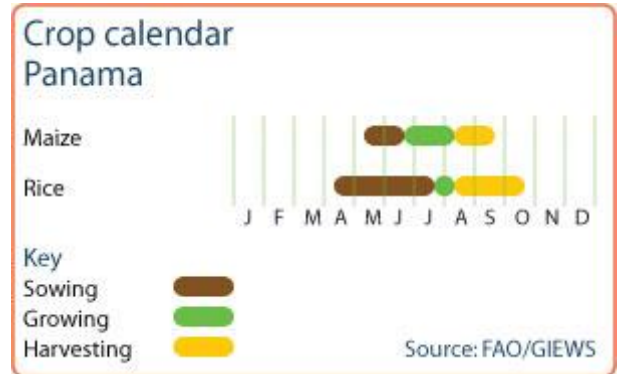 Crop calendar
Panama
Maize
Rice
J F M A M J J A S O N D
Key
Sowing
Growing
Harvesting
Source: FAO/GIEWS